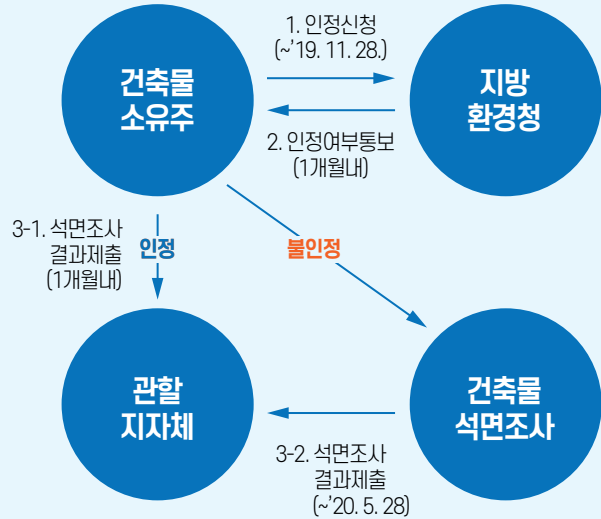 1. 인정신청
(~’19. 11. 28.)
건축물
소유주
지방
환경청
2. 인정여부통보
(1개월내)
3-1. 석면조사
결과제출
(1개월내)
인정
불인정
관할
지자체
건축물
석면조사
3-2. 석면조사
결과제출
(~’20. 5. 28)